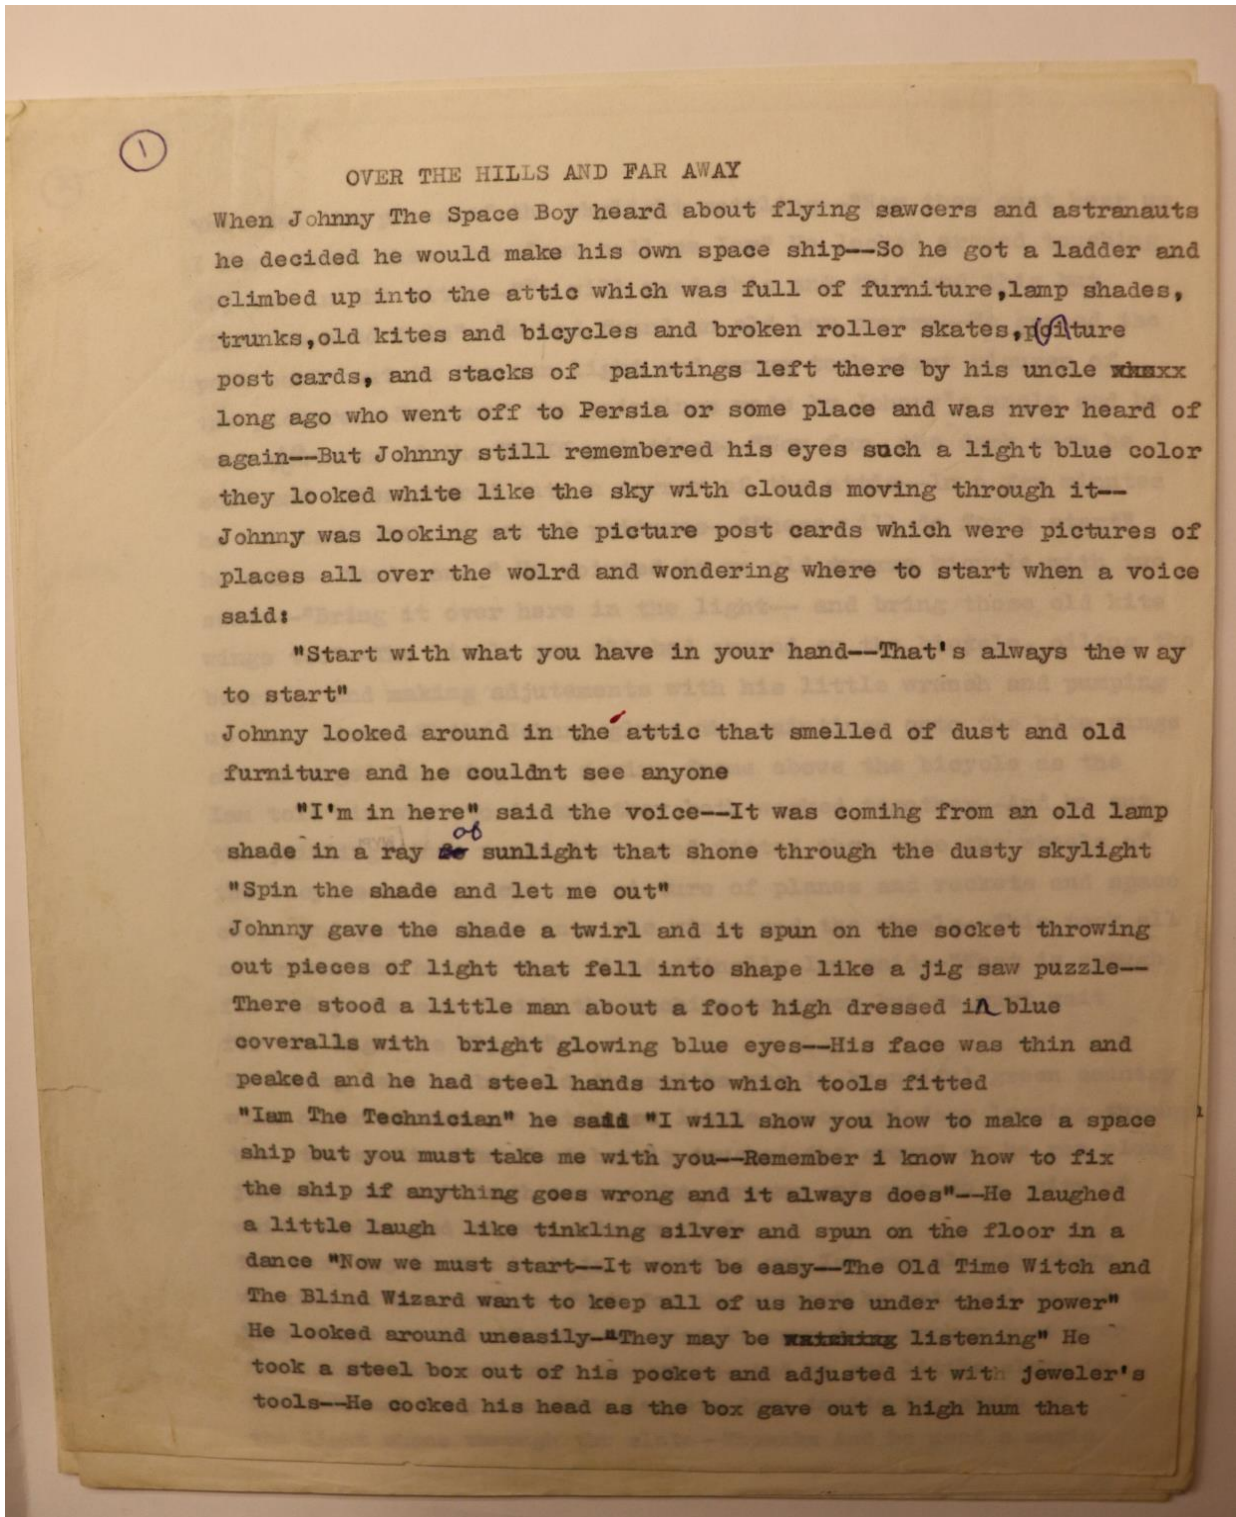 1
OVER THE HILLS AND FAR AWAY
When Johnny The Space Boy heard about flying sawcers and astranauts
he decided he would make his own space ship--So he got a ladder and
climbed up into the attic which was full of furniture,lamp shades,
trunks,old kites and bicycles and broken roller skates,pciture
post cards, and stacks of paintings left there by his uncle
long ago who went off to Persia or some place and was nver heard of
again--But Johnny still remembered his eyes such a light blue color
they looked white like the sky with clouds moving through it--
Johnny was looking at the picture post cards which were pictures of
places all over the wolrd and wondering where to start when a voice
said:
"Start with what you have in your hand--That's always the way
to start"
Johnny looked around in the attic that smelled of dust and old
furniture and he couldnt see anyone
"I'm in here" said the voice--It was comihg from an old lamp
shade in a ray of sunlight that shone through the dusty skylight
"Spin the shade and let me out"
Johnny gave the shade a twirl and it spun on the socket throwing
out pieces of light that fell into shape like a jig saw puzzle--
There stood a little man about a foot high dressed in blue
coveralls with bright glowing blue eyes--His face was thin and
peaked and he had steel hands into which tools fitted
"Iam The Technician" he said "I will show you how to make a space
ship but you must take me with you--Remember i know how to fix
the ship if anything goes wrong and it always does"--He laughed
a little laugh like tinkling silver and spun on the floor in a
dance "Now we must start--It wont be easy--The Old Time Witch and
The Blind Wizard want to keep all of us here under their power"
He looked around uneasily-"They may be watching listening" He
took a steel box out of his pocket and adjusted it with jeweler's
tools--He cocked his head as the box gave out a high hum that